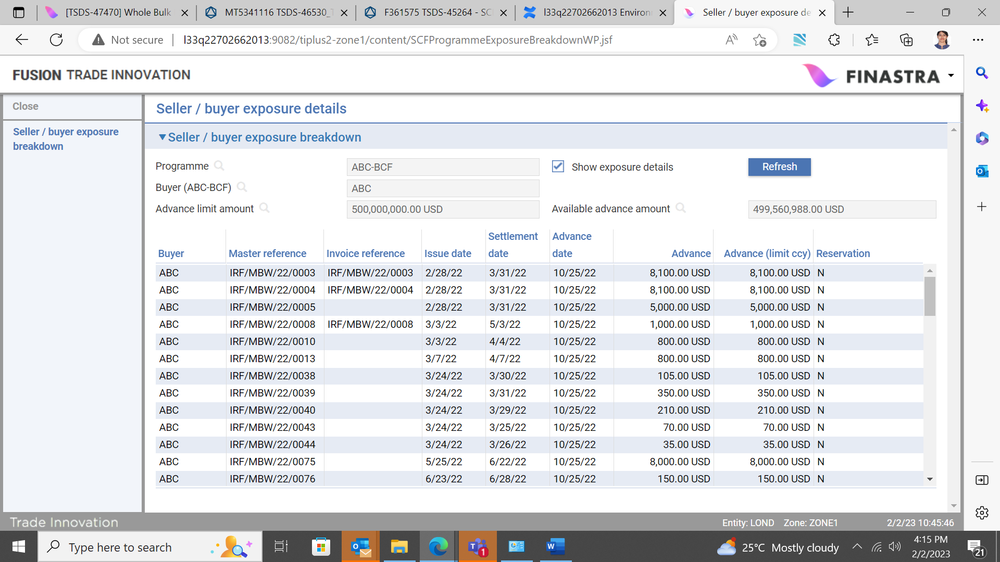 [TSDS-47470] Whole Bulk
MT5341116 TSDS-46530_T
F361575 TSDS-45264 - SC
l33q22702662013 Environ
Seller / buyer exposure de
Not secure
l33q22702662013:9082/tiplus2-zone1/content/SCFProgrammeExposureBreakdownWP.jsf
FUSION TRADE INNOVATION
FINASTRA
Close
Seller / buyer exposure details
Seller / buyer exposure
breakdown
Seller / buyer exposure breakdown
Programme ABC-BCF Show exposure details Refresh
Buyer (ABC-BCF) ABC
Advance limit amount 500,000,000.00 USD Available advance amount 499,560,988.00 USD
Buyer Master reference Invoice reference Issue date Settlement date Advance date Advance Advance (limit ccy) Reservation
ABC IRF/MBW/22/0003 IRF/MBW/22/0003 2/28/22 3/31/22 10/25/22 8,100.00 USD 8,100.00 USD N
ABC IRF/MBW/22/0004 IRF/MBW/22/0004 2/28/22 3/31/22 10/25/22 8,100.00 USD 8,100.00 USD N
ABC IRF/MBW/22/0005 2/28/22 3/31/22 10/25/22 5,000.00 USD 5,000.00 USD N
ABC IRF/MBW/22/0008 IRF/MBW/22/0008 3/3/22 5/3/22 10/25/22 1,000.00 USD 1,000.00 USD N
ABC IRF/MBW/22/0010 3/3/22 4/4/22 10/25/22 800.00 USD 800.00 USD N
ABC IRF/MBW/22/0013 3/7/22 4/7/22 10/25/22 800.00 USD 800.00 USD N
ABC IRF/MBW/22/0038 3/24/22 3/30/22 10/25/22 105.00 USD 105.00 USD N
ABC IRF/MBW/22/0039 3/24/22 3/31/22 10/25/22 350.00 USD 350.00 USD N
ABC IRF/MBW/22/0040 3/24/22 3/29/22 10/25/22 210.00 USD 210.00 USD N
ABC IRF/MBW/22/0043 3/24/22 3/25/22 10/25/22 70.00 USD 70.00 USD N
ABC IRF/MBW/22/0044 3/24/22 3/26/22 10/25/22 35.00 USD 35.00 USD N
ABC IRF/MBW/22/0075 5/25/22 6/22/22 10/25/22 8,000.00 USD 8,000.00 USD N
ABC IRF/MBW/22/0076 6/23/22 6/28/22 10/25/22 150.00 USD 150.00 USD N
Trade Innovation
Entity: LOND Zone: ZONE1 2/2/23 10:45:46
Type here to search
1
25°C Mostly cloudy
4:15 PM
2/2/2023
21